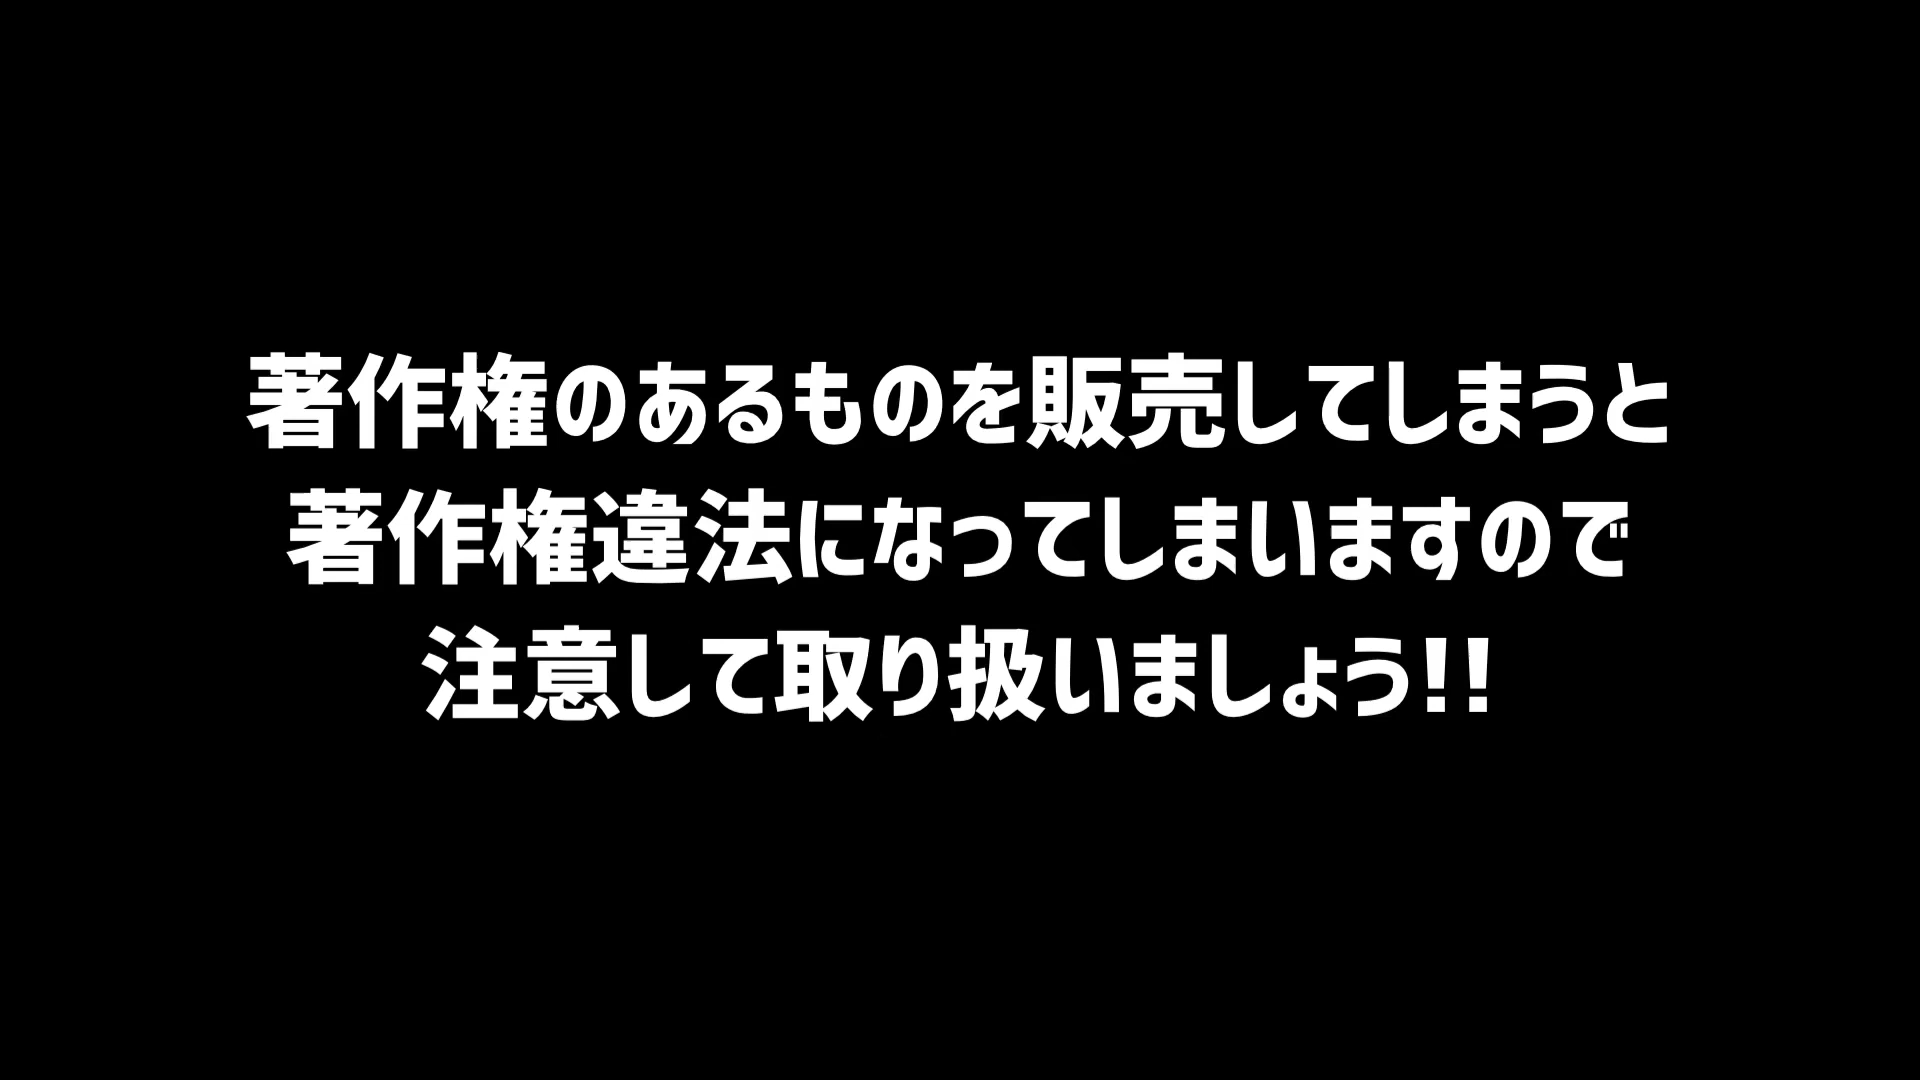 著作権のあるものを販売してしまうと
著作権違法になってしまいますので
注意して取り扱いましょう!!